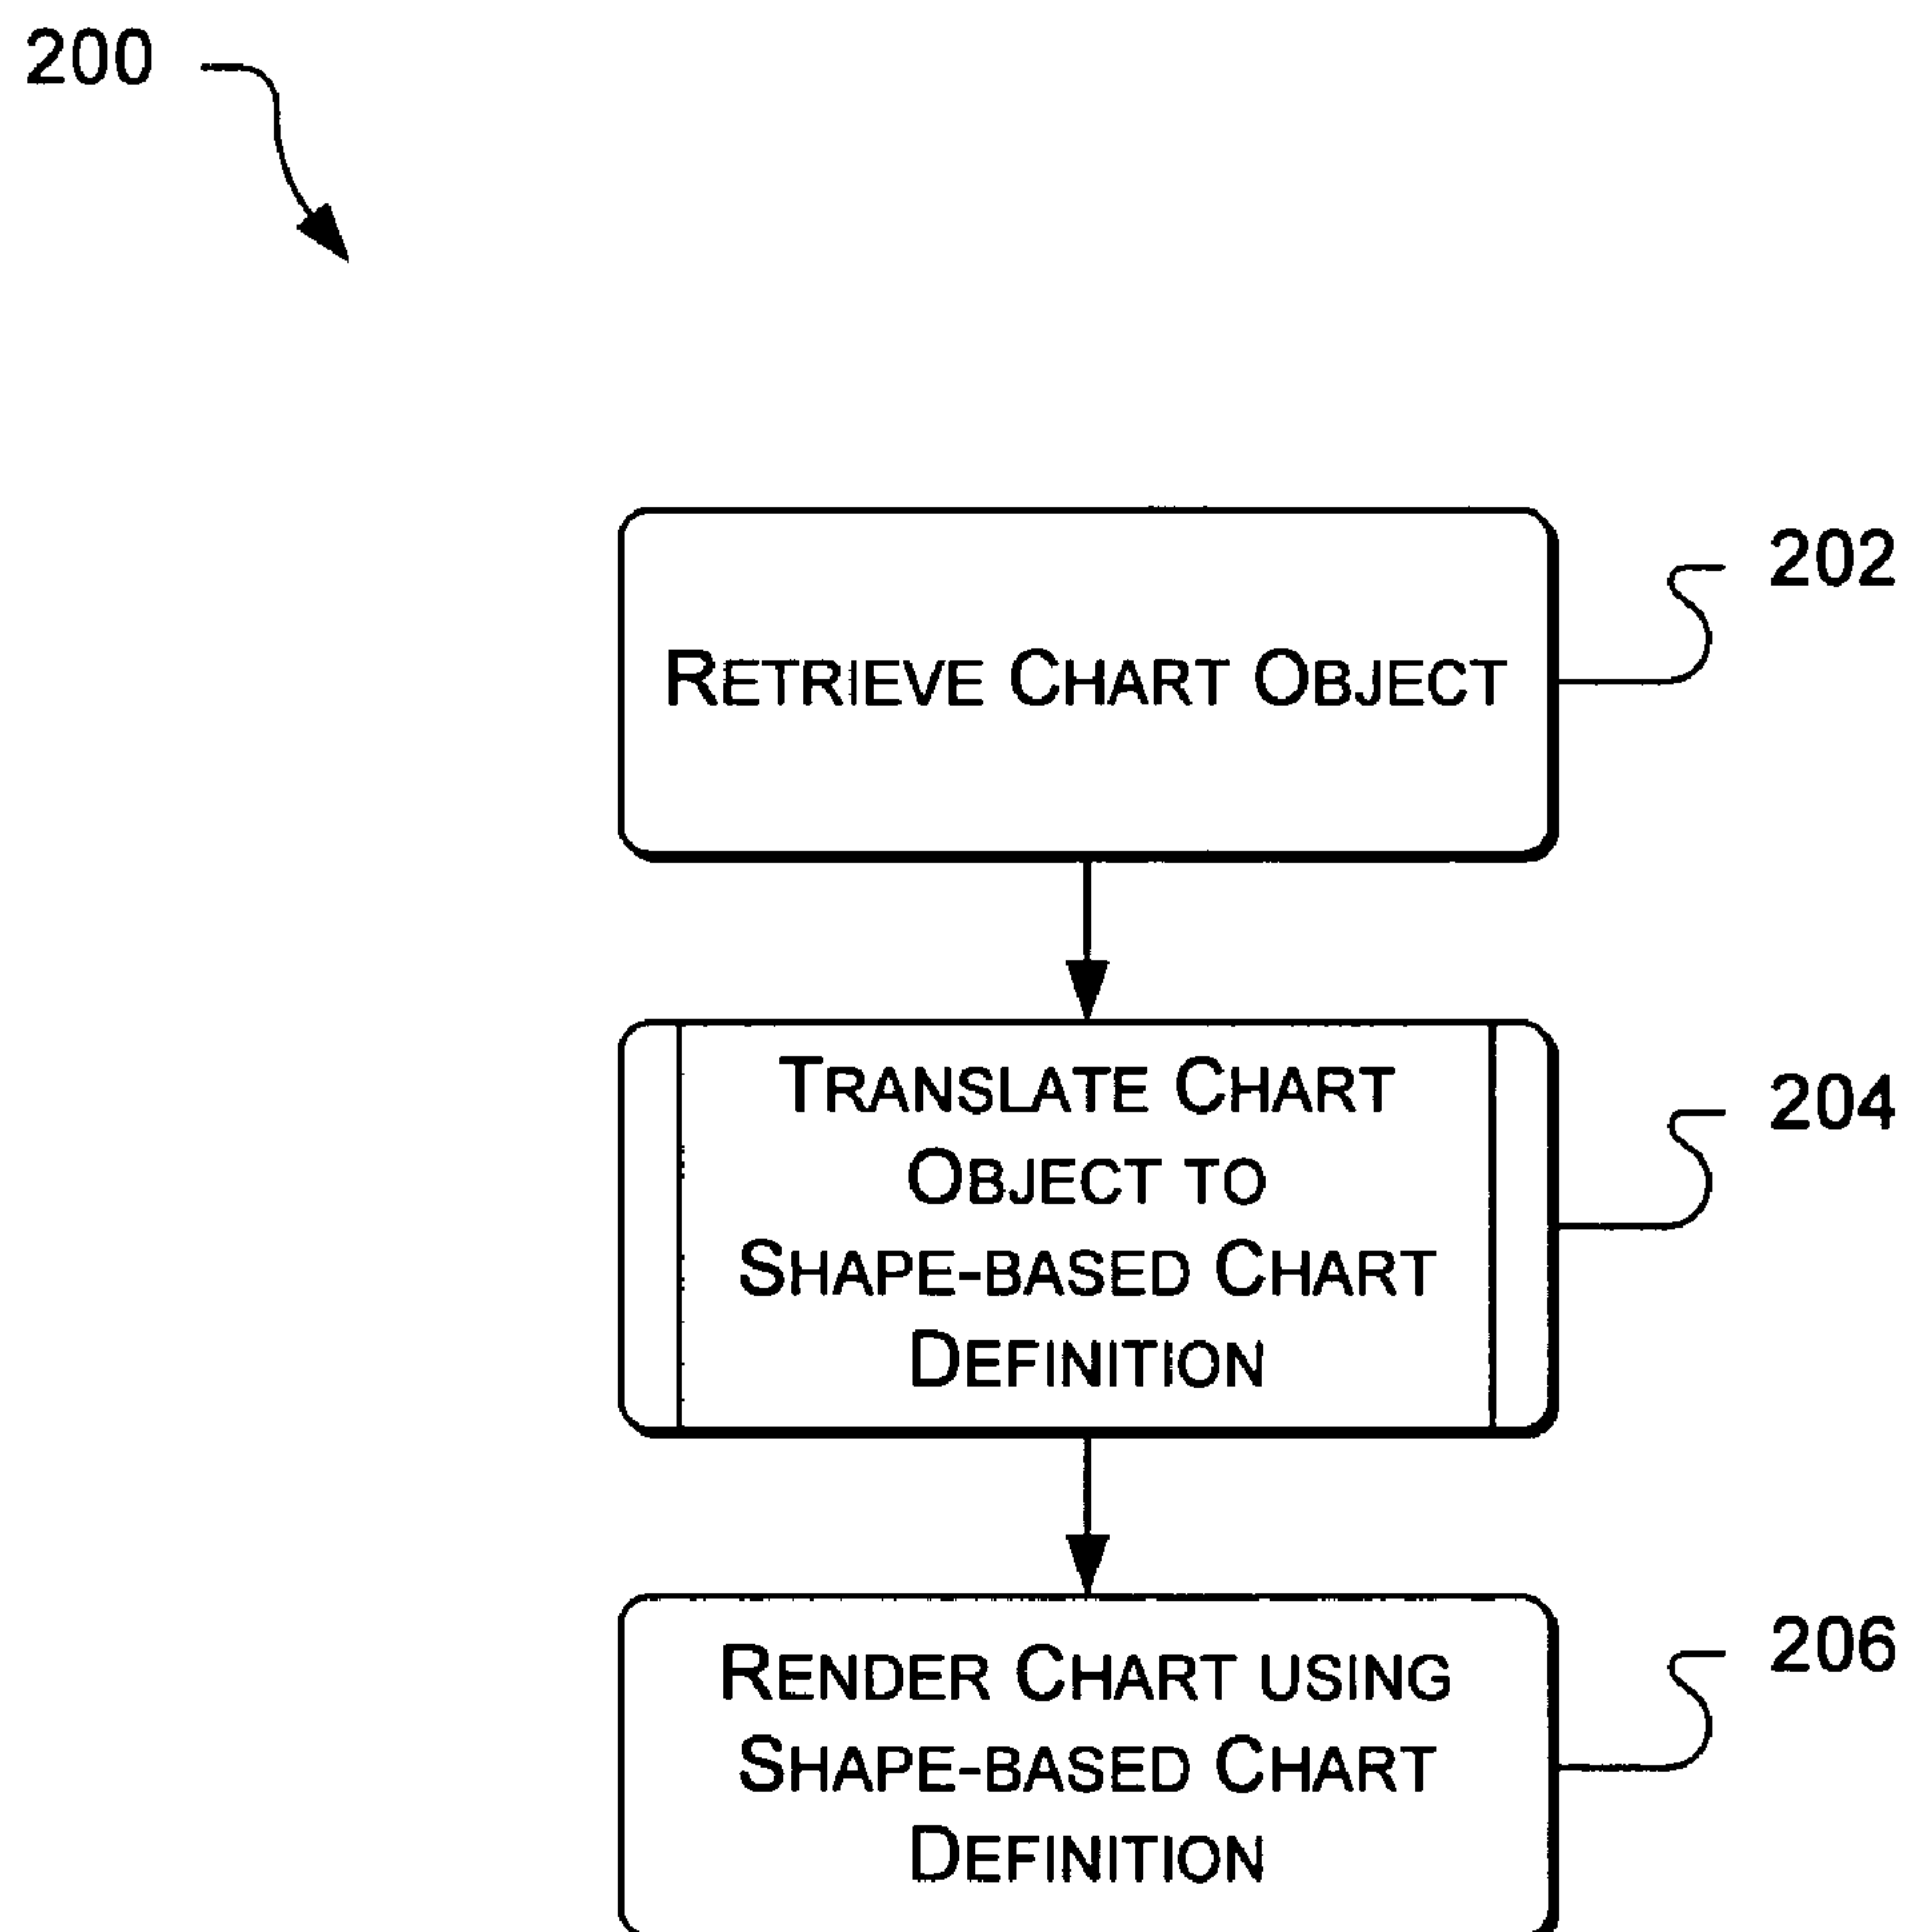 200
202
RETRIEVE CHART OBJECT
204
TRANSLATE CHART
OBJECT TO
SHAPE-BASED CHART
DEFINITION
206
RENDER CHART USING
SHAPE-BASED CHART
DEFINITION